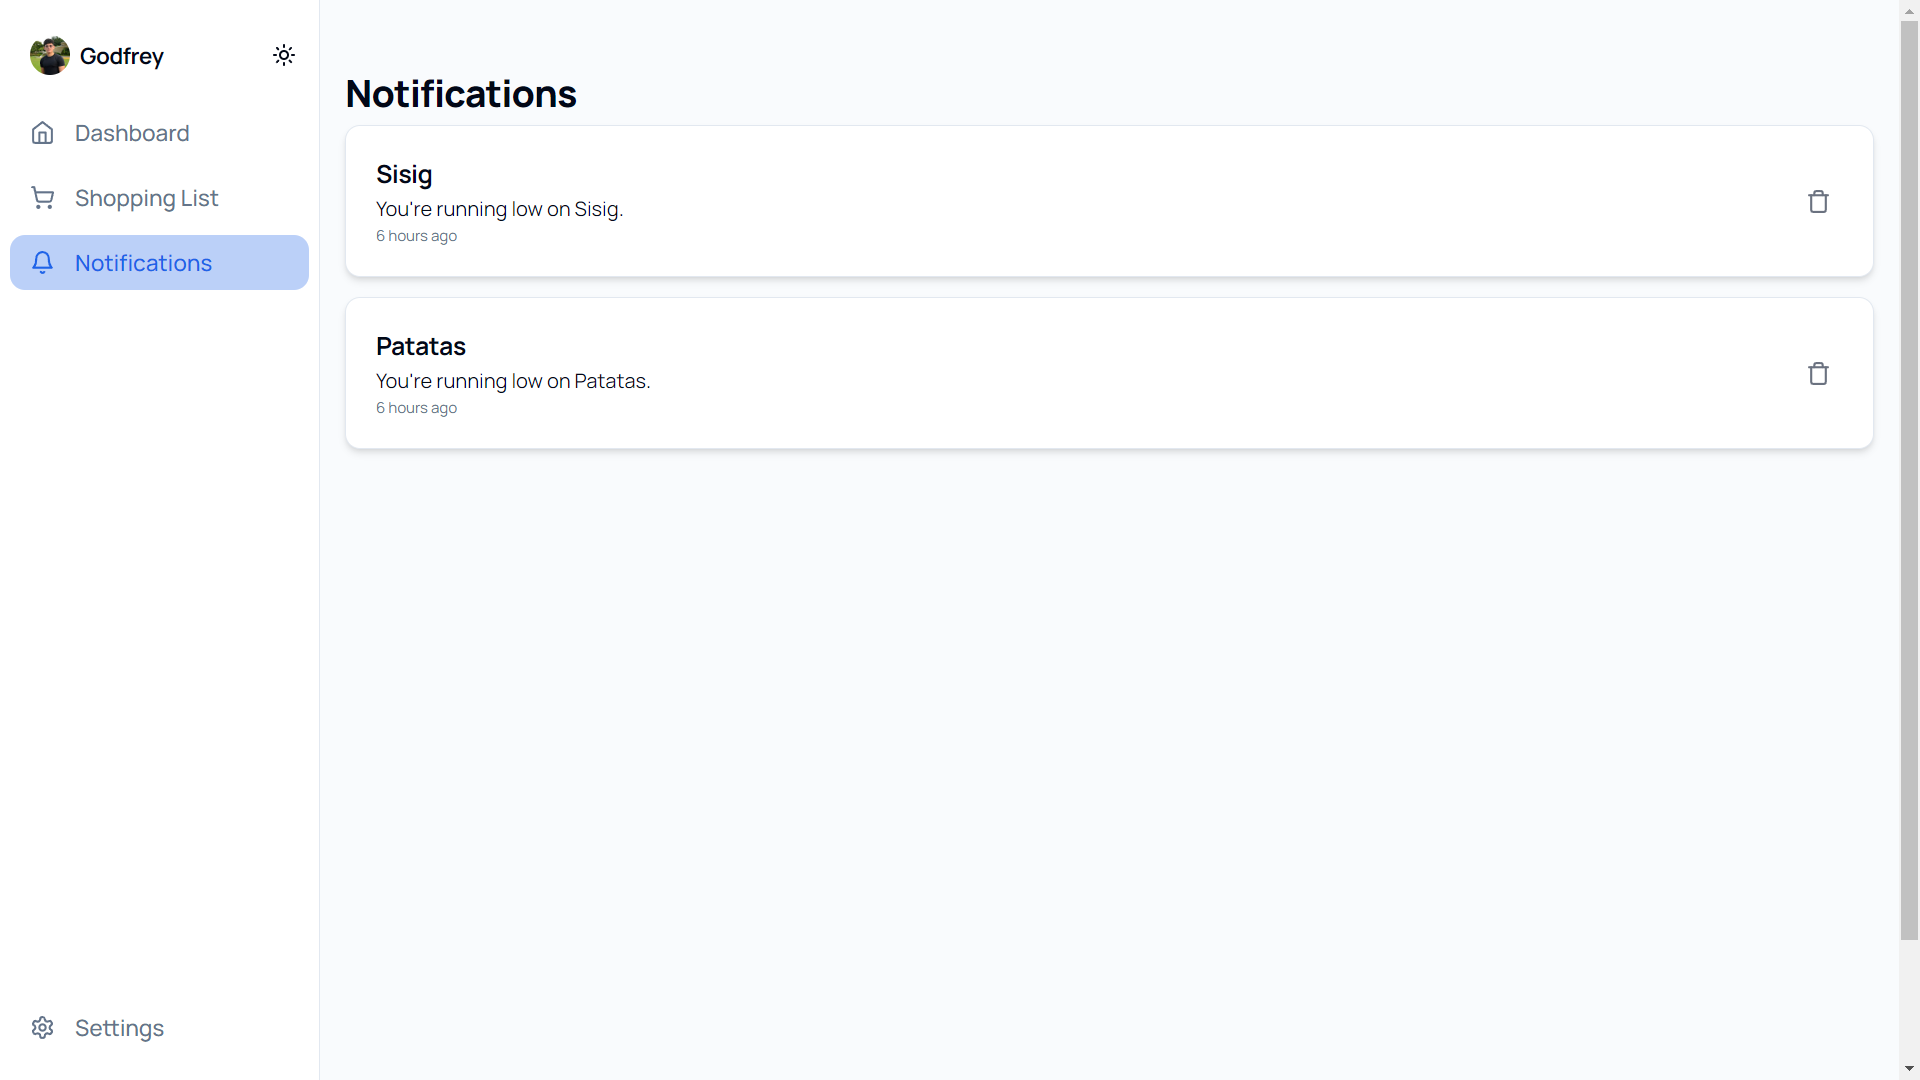 Godfrey
Dashboard
Shopping List
Notifications
Settings
Notifications
Sisig
You're running low on Sisig.
6 hours ago
Patatas
You're running low on Patatas.
6 hours ago